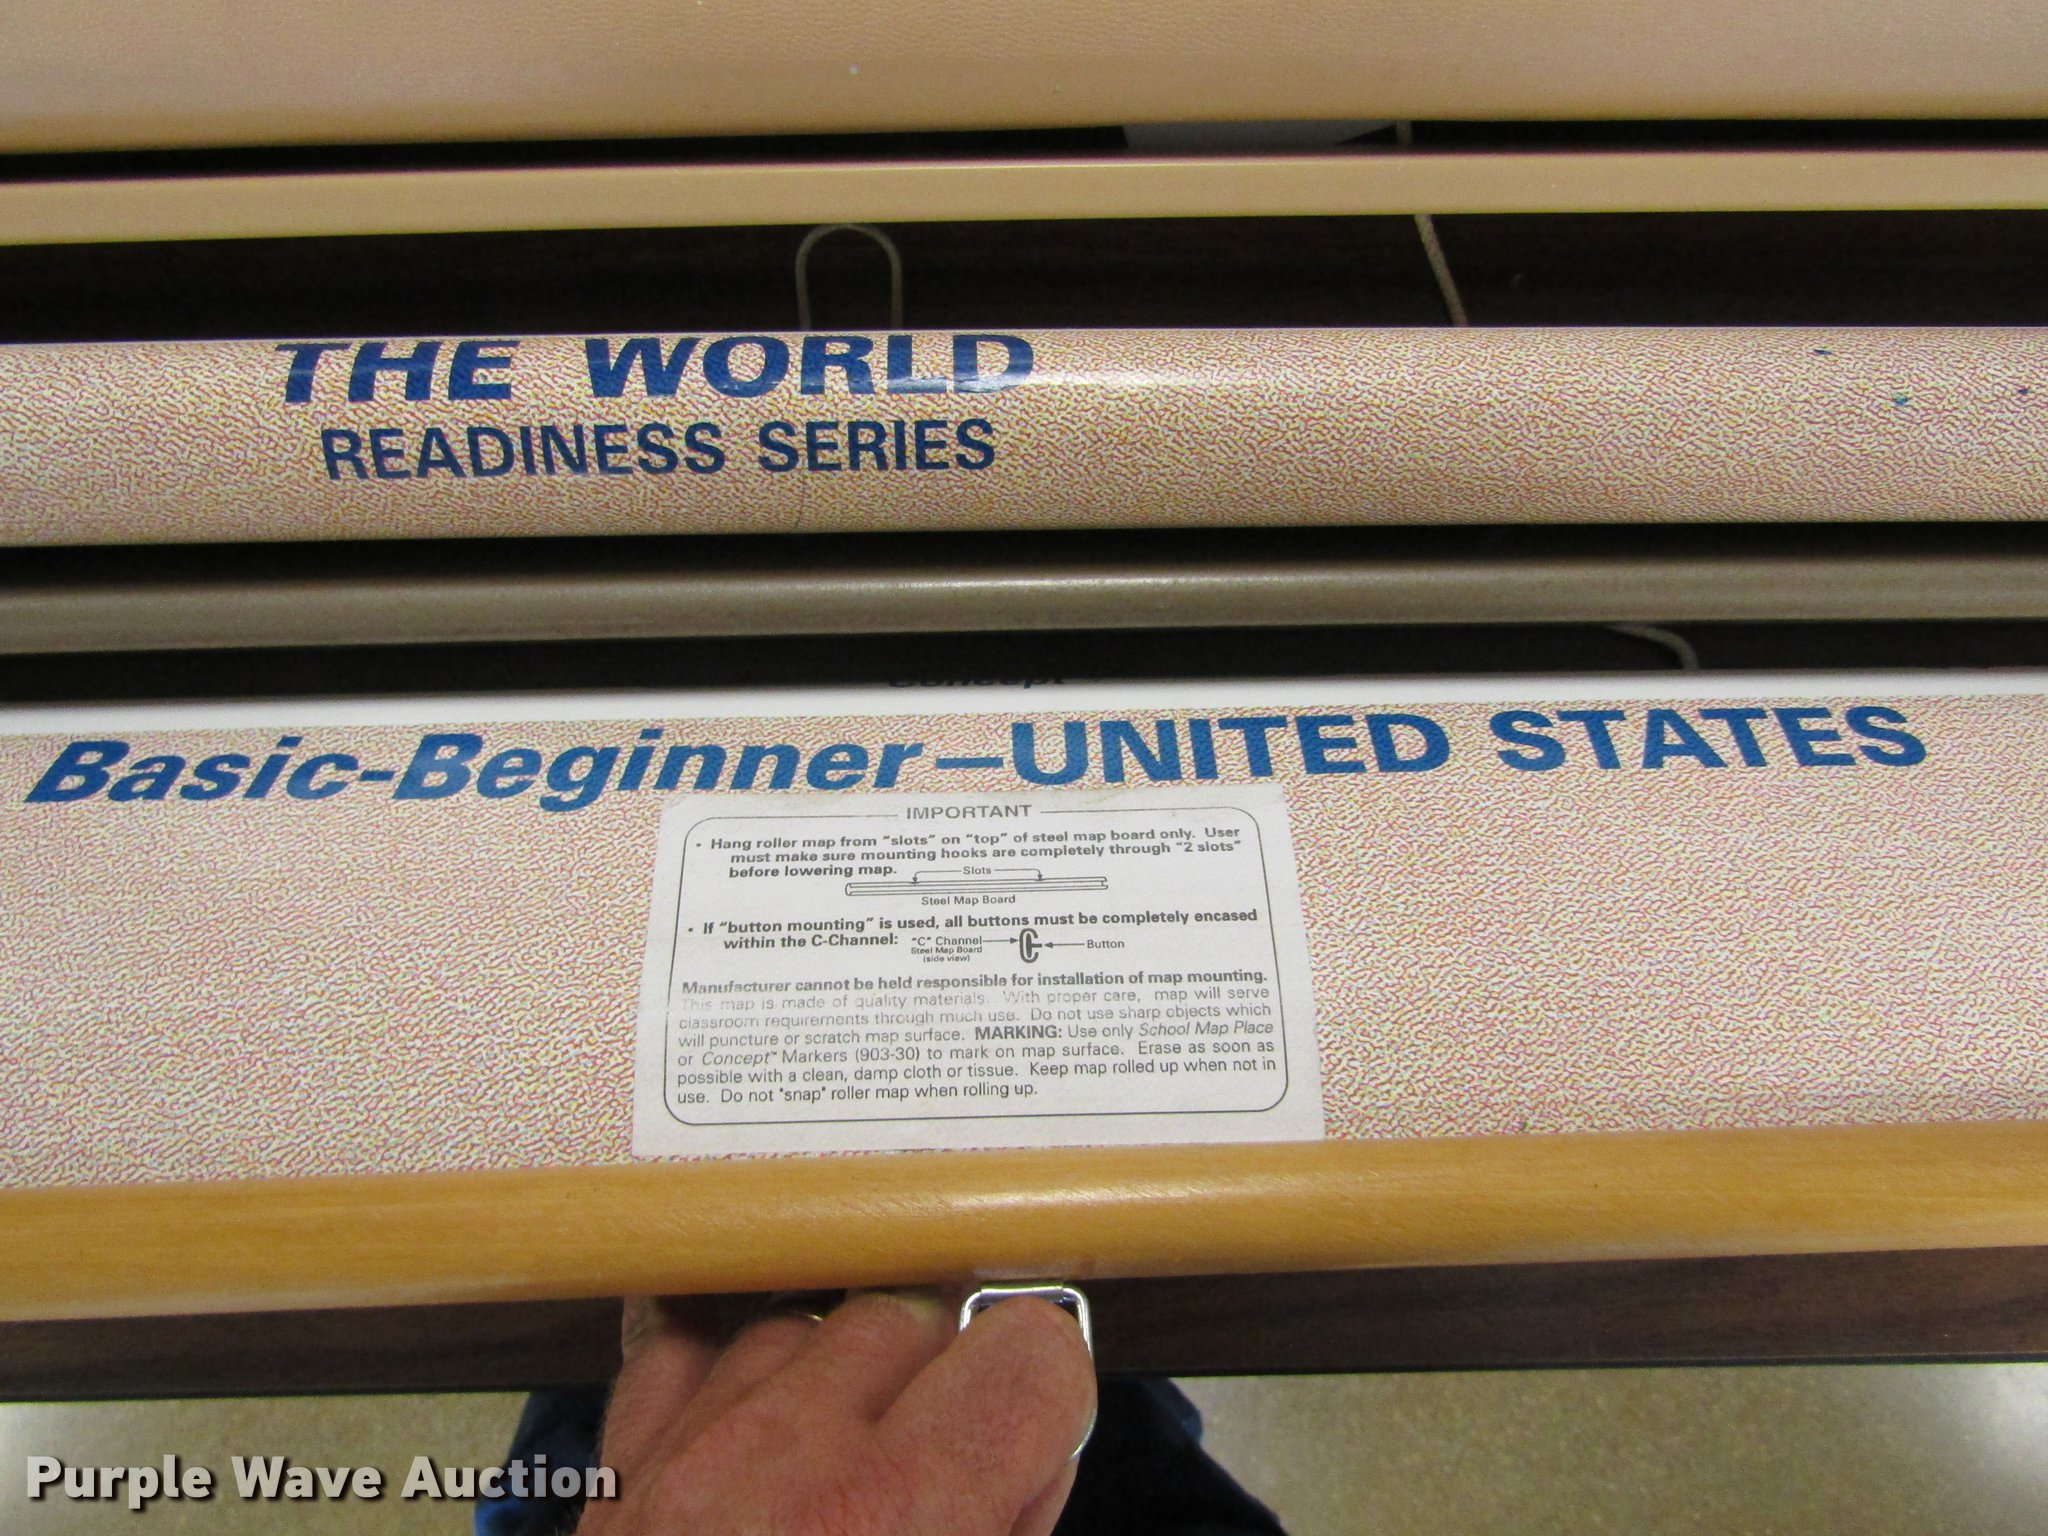 THE WORLD
READINESS SERIES
Concept
Basic-Beginner—UNITED STATES
IMPORTANT
• Hang roller map from "slots" on "top" of steel map board only. User
must make sure mounting hooks are completely through "2 slots"
before lowering map.
Slots
Steel Map Board
• If "button mounting" is used, all buttons must be completely encased
within the C-Channel:
"C" Channel
Steel Map Board
(side view)
Button
Manufacturer cannot be held responsible for installation of map mounting.
This map is made of quality materials. With proper care, map will serve
classroom requirements through much use. Do not use sharp objects which
will puncture or scratch map surface. MARKING: Use only School Map Place
or Concept™ Markers (903-30) to mark on map surface. Erase as soon as
possible with a clean, damp cloth or tissue. Keep map rolled up when not in
use. Do not "snap" roller map when rolling up.
Purple Wave Auction